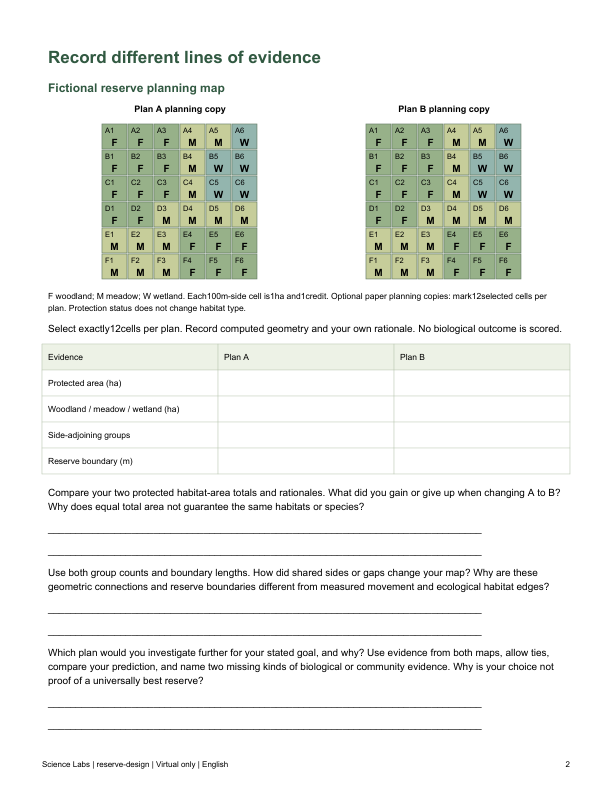 Record different lines of evidence
Fictional reserve planning map
Plan A planning copy
Plan B planning copy
A1 A2 A3 A4 A5 A6
F F F M M W
B1 B2 B3 B4 B5 B6
F F F M W W
C1 C2 C3 C4 C5 C6
F F F M W W
D1 D2 D3 D4 D5 D6
F F M M M M
E1 E2 E3 E4 E5 E6
M M M F F F
F1 F2 F3 F4 F5 F6
M M M F F F
A1 A2 A3 A4 A5 A6
F F F M M W
B1 B2 B3 B4 B5 B6
F F F M W W
C1 C2 C3 C4 C5 C6
F F F M W W
D1 D2 D3 D4 D5 D6
F F M M M M
E1 E2 E3 E4 E5 E6
M M M F F F
F1 F2 F3 F4 F5 F6
M M M F F F
F woodland; M meadow; W wetland. Each100m-side cell is1ha and1credit. Optional paper planning copies: mark12selected cells per
plan. Protection status does not change habitat type.
Select exactly12cells per plan. Record computed geometry and your own rationale. No biological outcome is scored.
Evidence Plan A Plan B
Protected area (ha)
Woodland / meadow / wetland (ha)
Side-adjoining groups
Reserve boundary (m)
Compare your two protected habitat-area totals and rationales. What did you gain or give up when changing A to B?
Why does equal total area not guarantee the same habitats or species?
Use both group counts and boundary lengths. How did shared sides or gaps change your map? Why are these
geometric connections and reserve boundaries different from measured movement and ecological habitat edges?
Which plan would you investigate further for your stated goal, and why? Use evidence from both maps, allow ties,
compare your prediction, and name two missing kinds of biological or community evidence. Why is your choice not
proof of a universally best reserve?
Science Labs | reserve-design | Virtual only | English
2